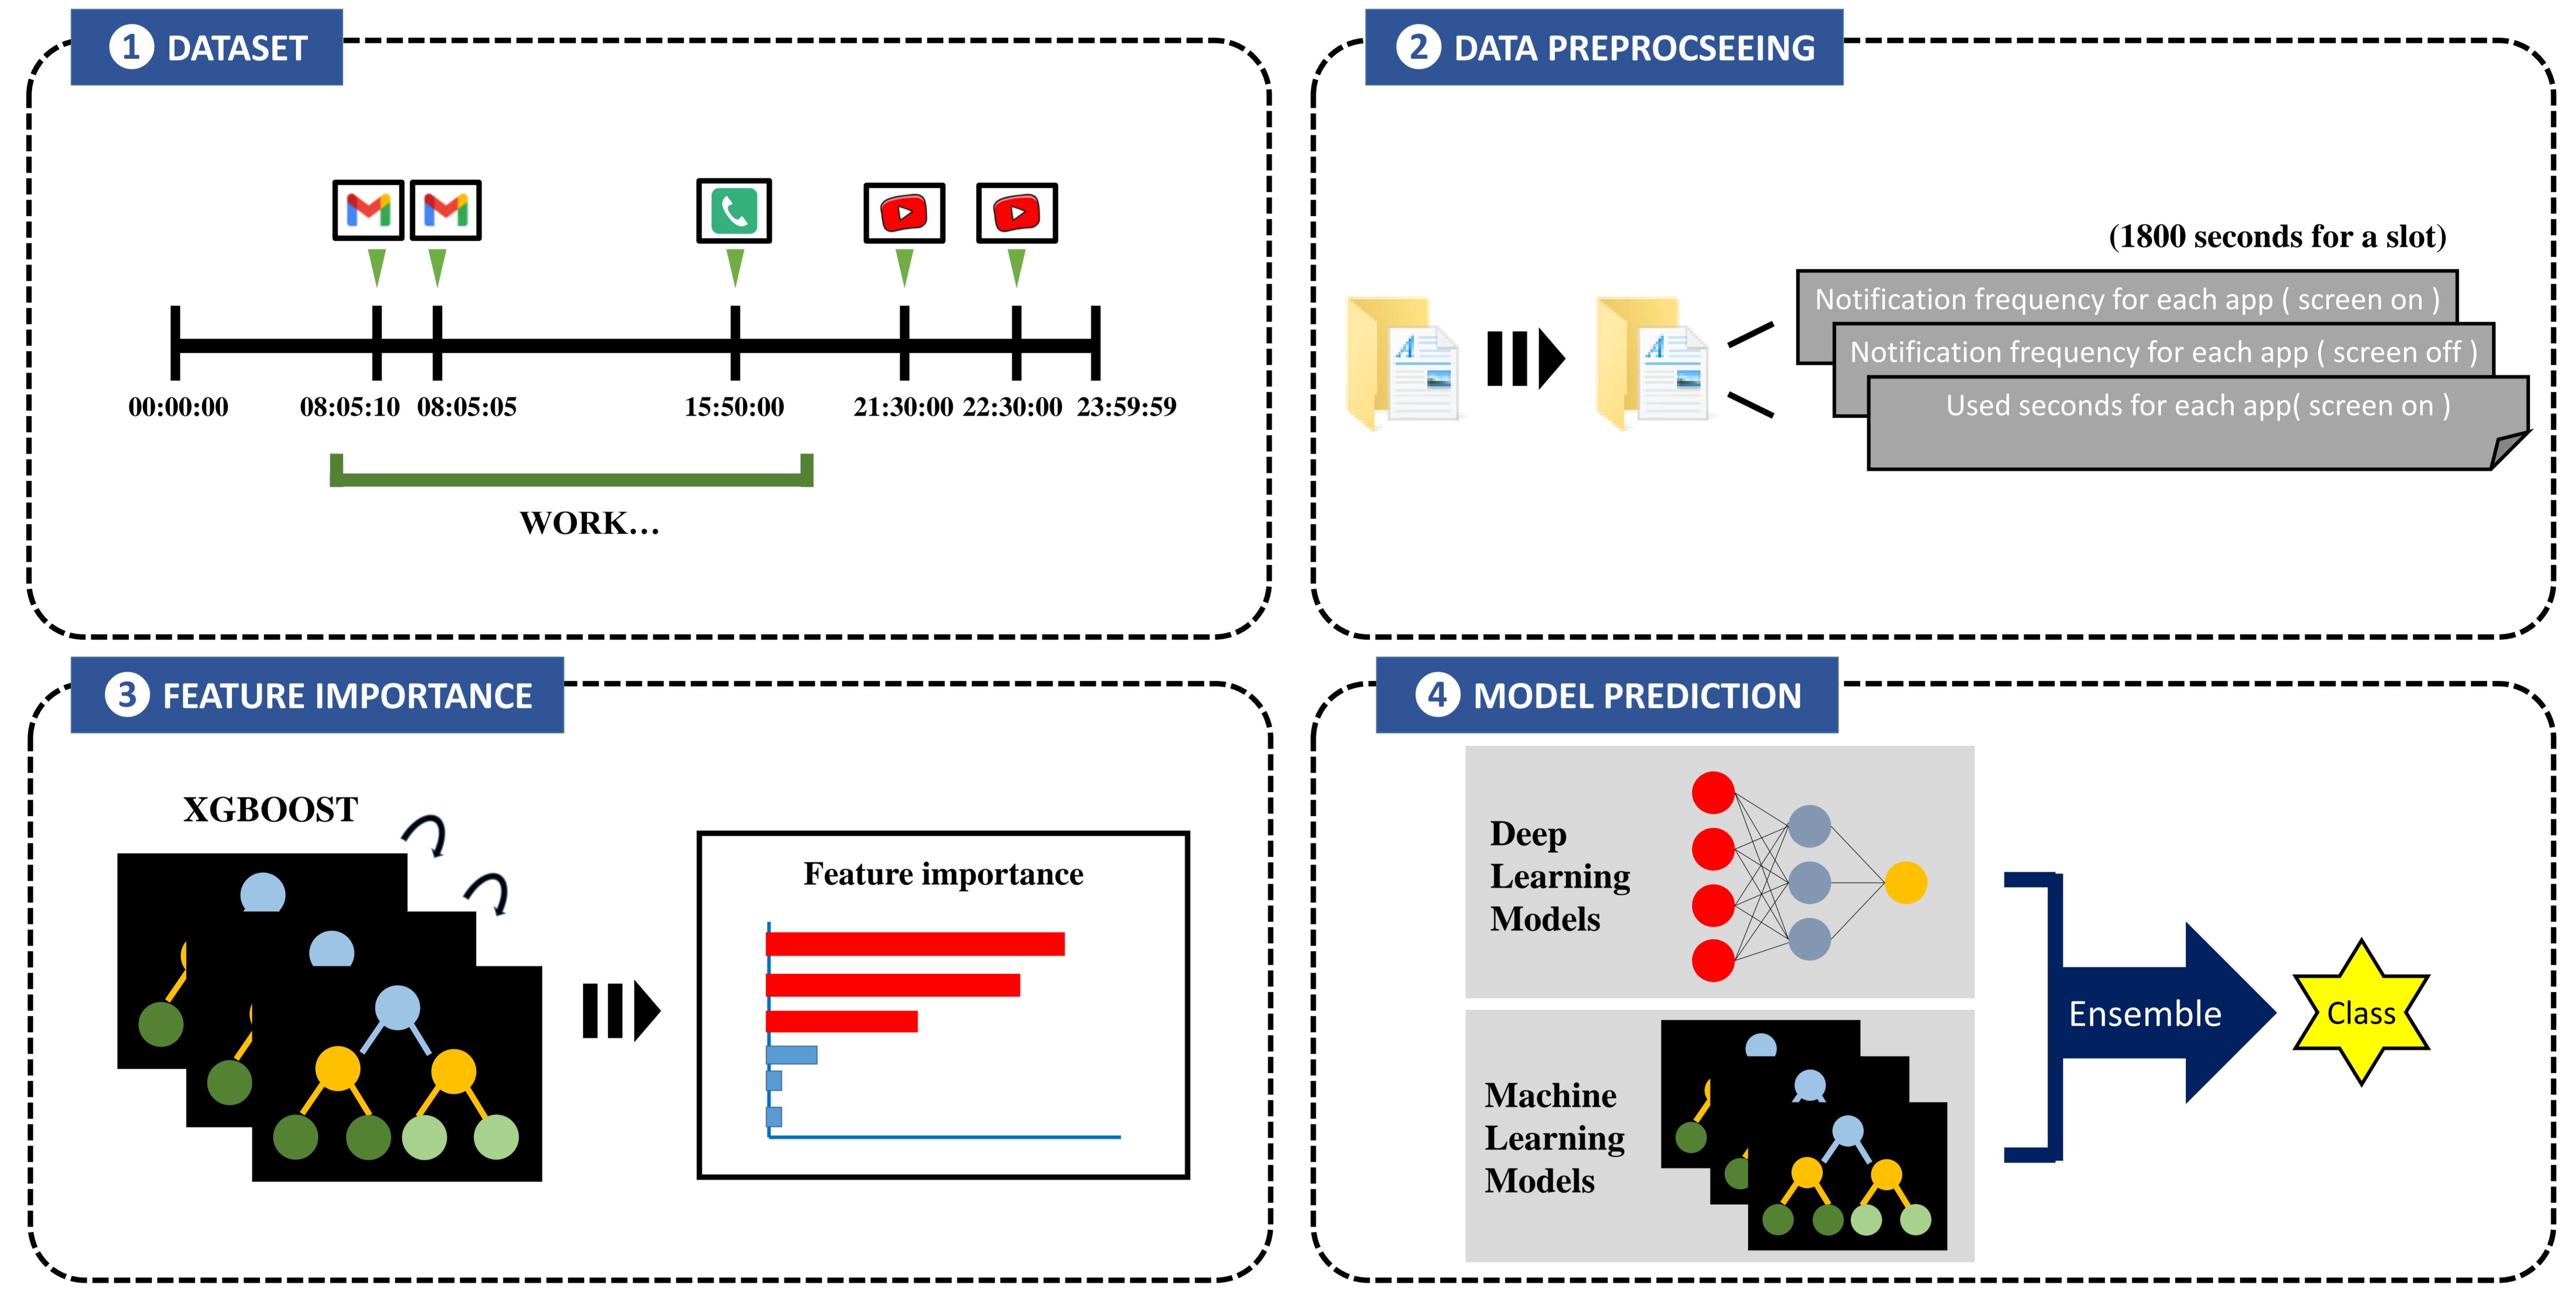 1 DATASET
00:00:00 08:05:10 08:05:05 15:50:00 21:30:00 22:30:00 23:59:59
WORK...
2 DATA PREPROCSEEING
(1800 seconds for a slot)
Notification frequency for each app ( screen on )
Notification frequency for each app ( screen off )
Used seconds for each app( screen on )
3 FEATURE IMPORTANCE
XGBOOST
Feature importance
4 MODEL PREDICTION
Deep
Learning
Models
Machine
Learning
Models
Ensemble
Class